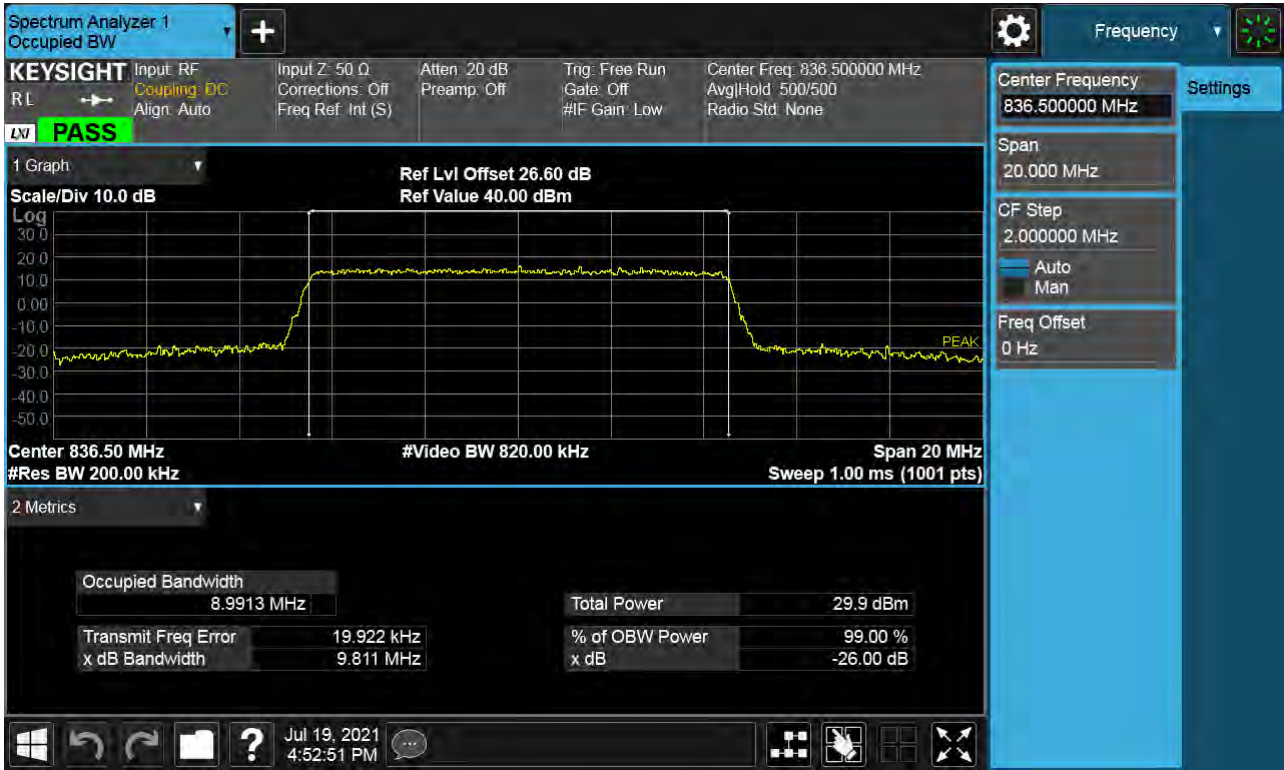 Spectrum Analyzer 1
Occupied BW
+
Frequency
KEYSIGHT
RL
LXI
PASS
Input: RF
Coupling: DC
Align: Auto
Input Z: 50 Ω
Corrections: Off
Freq Ref: Int (S)
Atten: 20 dB
Preamp: Off
Trig: Free Run
Gate: Off
#IF Gain: Low
Center Freq: 836.500000 MHz
Avg|Hold: 500/500
Radio Std: None
Center Frequency
836.500000 MHz
Settings
Span
20.000 MHz
CF Step
2.000000 MHz
Auto
Man
Freq Offset
0 Hz
1 Graph
Scale/Div 10.0 dB
Ref Lvl Offset 26.60 dB
Ref Value 40.00 dBm
Log
30.0
20.0
10.0
0.00
-10.0
-20.0
-30.0
-40.0
-50.0
PEAK
Center 836.50 MHz
#Video BW 820.00 kHz
Span 20 MHz
#Res BW 200.00 kHz
Sweep 1.00 ms (1001 pts)
2 Metrics
Occupied Bandwidth
8.9913 MHz
Total Power 29.9 dBm
Transmit Freq Error 19.922 kHz
% of OBW Power 99.00 %
x dB Bandwidth 9.811 MHz
x dB -26.00 dB
?
Jul 19, 2021
4:52:51 PM